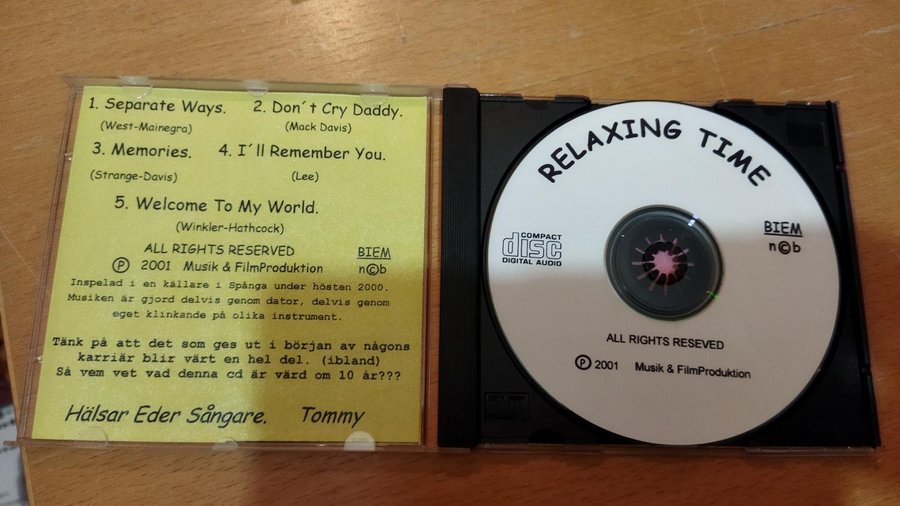 1. Separate Ways. 2. Don´t Cry Daddy.
(West-Mainegra) (Mack Davis)
3. Memories. 4. I´ll Remember You.
(Strange-Davis) (Lee)
5. Welcome To My World.
(Winkler-Hathcock)
ALL RIGHTS RESERVED BIEM
Ⓟ 2001 Musik & FilmProduktion n©b
Inspelad i en källare i Spånga under hösten 2000.
Musiken är gjord delvis genom dator, delvis genom
eget klinkande på olika instrument.
Tänk på att det som ges ut i början av någons
karriär blir värt en hel del. (ibland)
Så vem vet vad denna cd är värd om 10 år???
Hälsar Eder Sångare. Tommy
RELAXING TIME
COMPACT
disc
DIGITAL AUDIO
BIEM
n©b
ALL RIGHTS RESEVED
Ⓟ 2001 Musik & FilmProduktion